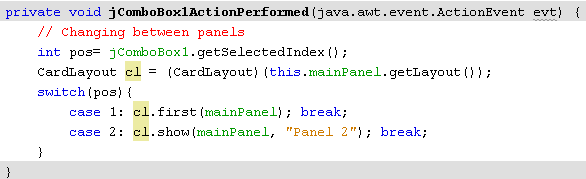 private void jComboBox1ActionPerformed(java.awt.event.ActionEvent evt) {
// Changing between panels
int pos= jComboBox1.getSelectedIndex();
CardLayout cl = (CardLayout)(this.mainPanel.getLayout());
switch(pos){
case 1: cl.first(mainPanel); break;
case 2: cl.show(mainPanel, "Panel 2"); break;
}
}